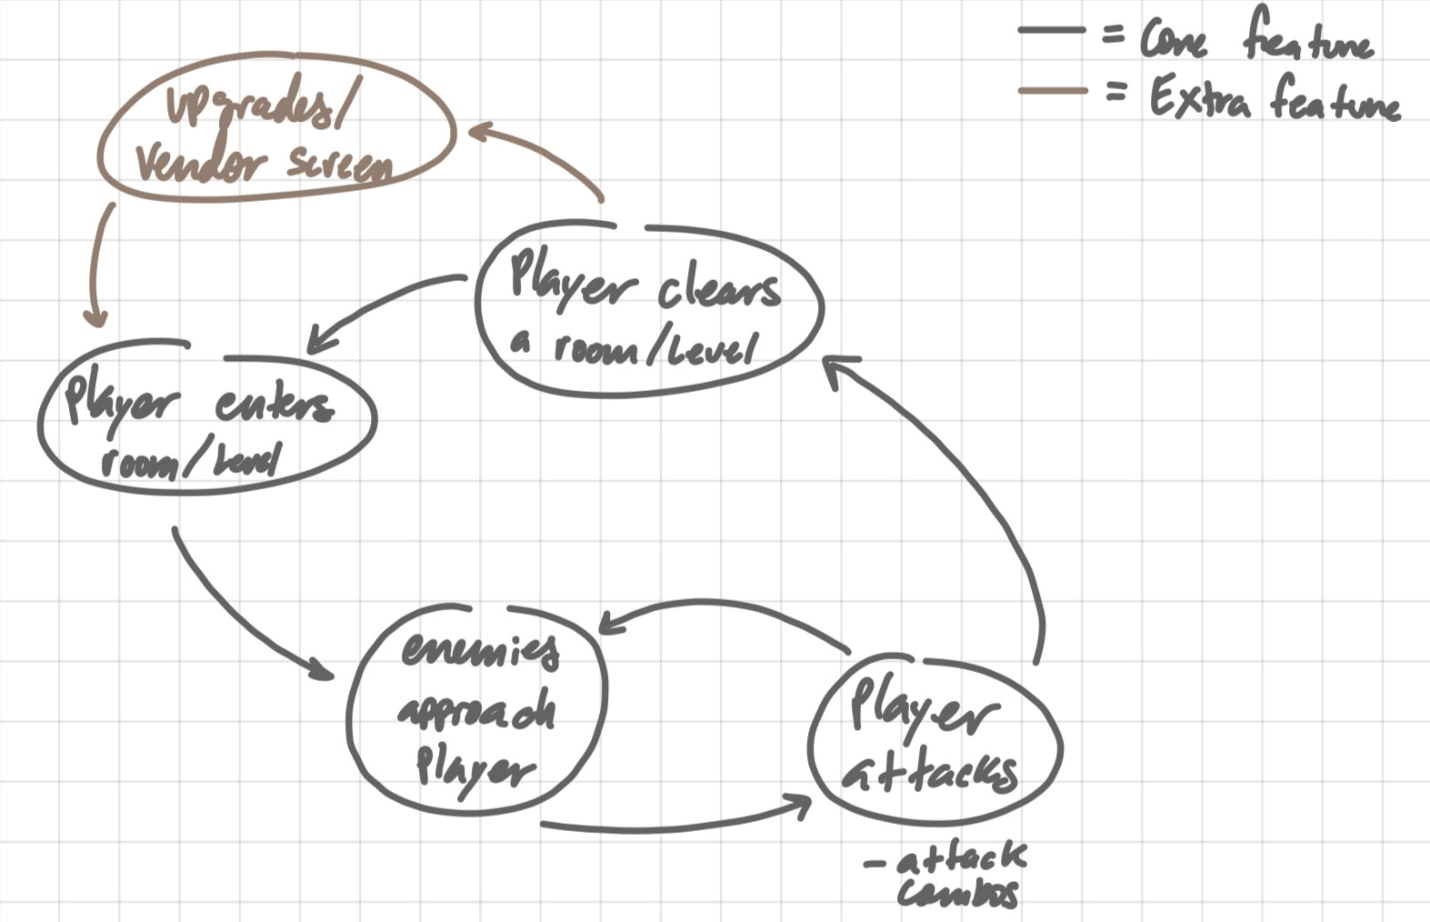 = Core feature
= Extra feature
upgrades/
Vendor screen
Player clears
a room/Level
Player enters
room/Level
enemies
approach
Player
Player
attacks
- attack
combos